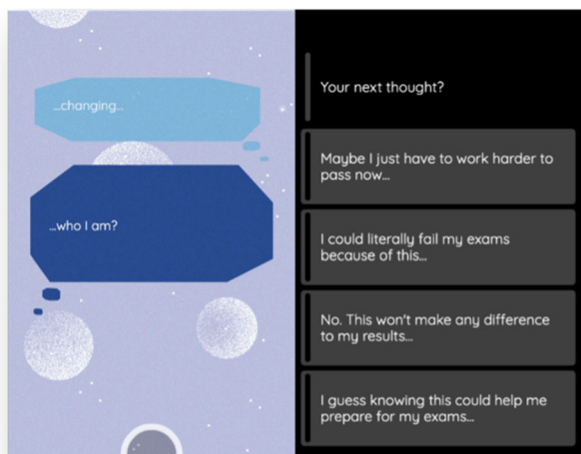 ...changing...
...who I am?
Your next thought?
Maybe I just have to work harder to
pass now...
I could literally fail my exams
because of this...
No. This won't make any difference
to my results...
I guess knowing this could help me
prepare for my exams...